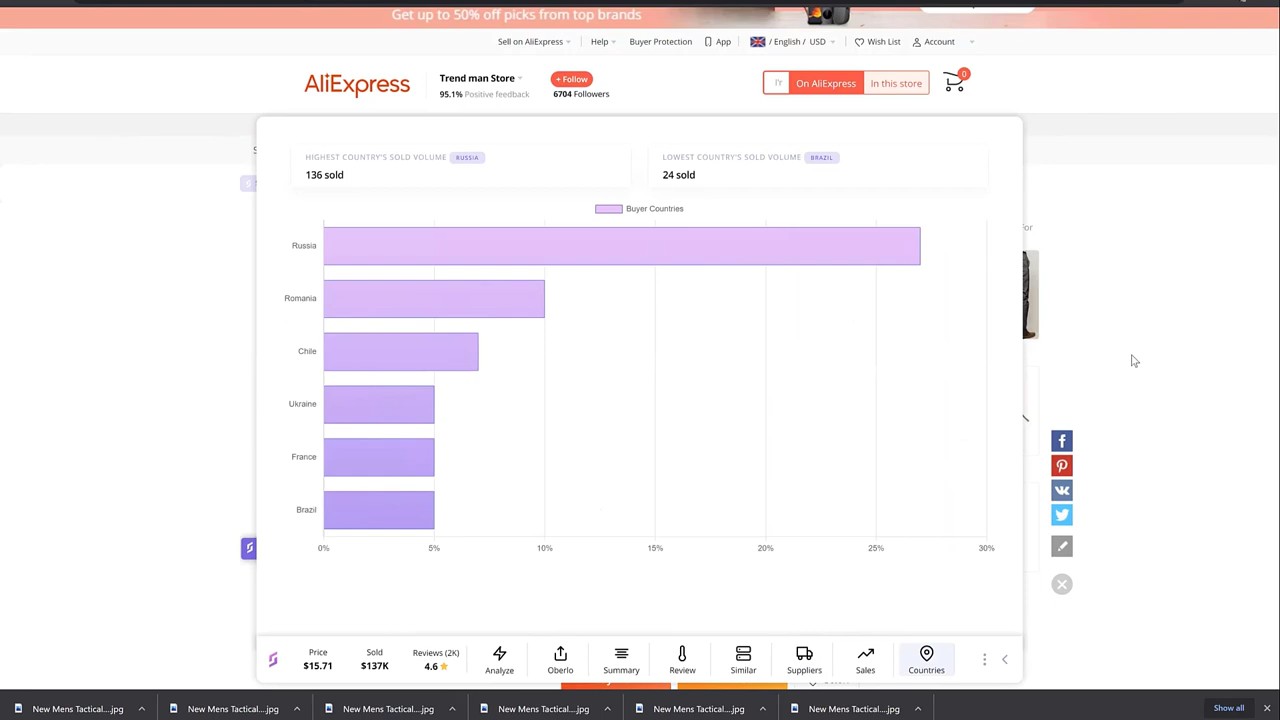 Get up to 50% off picks from top brands
Sell on AliExpress Help Buyer Protection App / English / USD Wish List Account
AliExpress
Trend man Store
95.1% Positive feedback
+ Follow
6704 Followers
On AliExpress
In this store
0
HIGHEST COUNTRY'S SOLD VOLUME RUSSIA
136 sold
LOWEST COUNTRY'S SOLD VOLUME BRAZIL
24 sold
Buyer Countries
Russia
Romania
Chile
Ukraine
France
Brazil
0% 5% 10% 15% 20% 25% 30%
For
Price
$15.71
Sold
$137K
Reviews (2K)
4.6
Analyze
Oberlo
Summary
Review
Similar
Suppliers
Sales
Countries
New Mens Tactical....jpg
New Mens Tactical....jpg
New Mens Tactical....jpg
New Mens Tactical....jpg
New Mens Tactical....jpg
New Mens Tactical....jpg
Show all